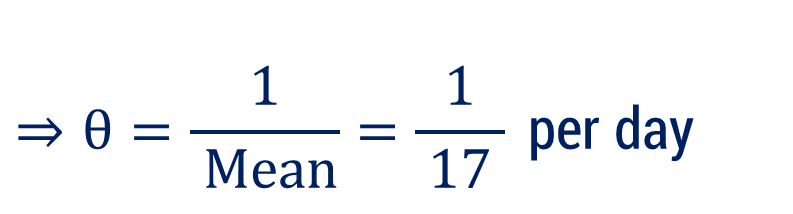 ⇒ θ = 1/Mean = 1/17 per day